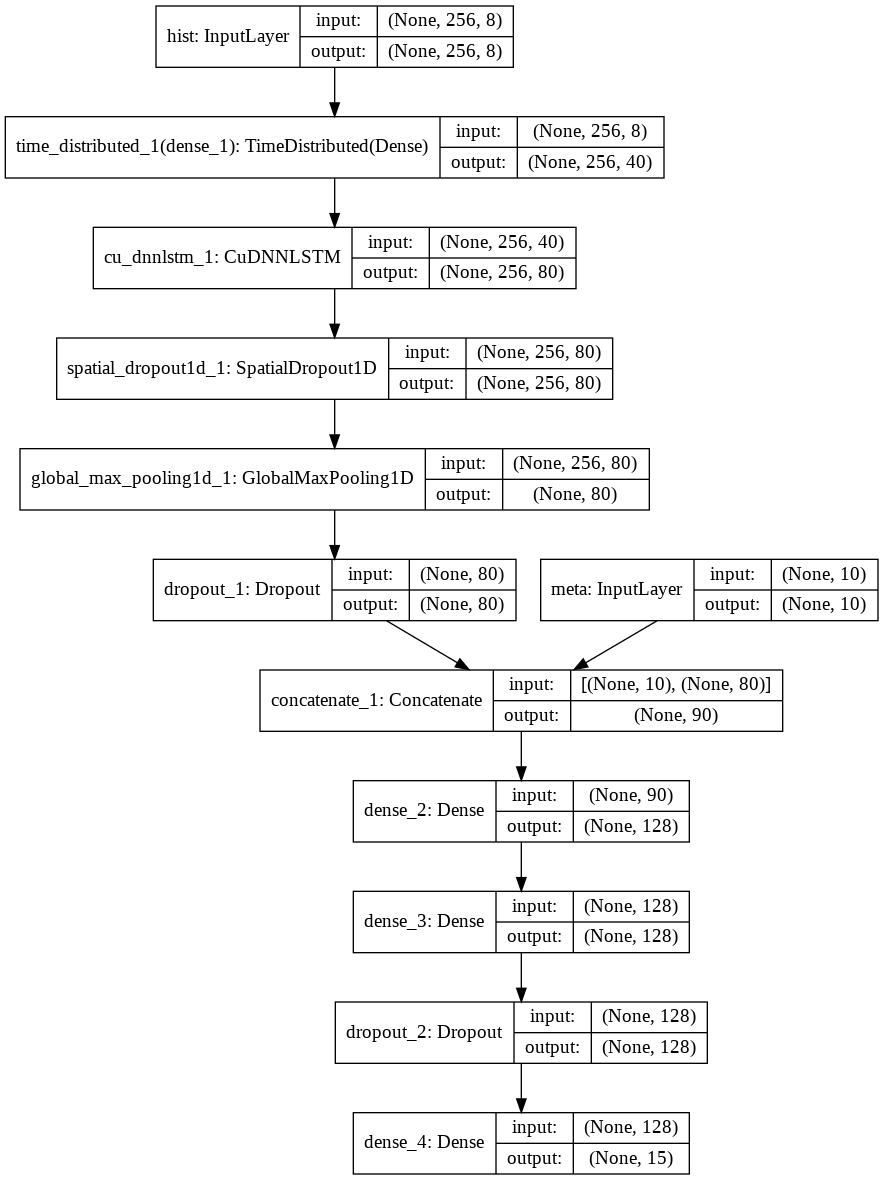 hist: InputLayer
input:
(None, 256, 8)
output:
(None, 256, 8)
time_distributed_1(dense_1): TimeDistributed(Dense)
input:
(None, 256, 8)
output:
(None, 256, 40)
cu_dnnlstm_1: CuDNNLSTM
input:
(None, 256, 40)
output:
(None, 256, 80)
spatial_dropout1d_1: SpatialDropout1D
input:
(None, 256, 80)
output:
(None, 256, 80)
global_max_pooling1d_1: GlobalMaxPooling1D
input:
(None, 256, 80)
output:
(None, 80)
dropout_1: Dropout
input:
(None, 80)
output:
(None, 80)
meta: InputLayer
input:
(None, 10)
output:
(None, 10)
concatenate_1: Concatenate
input:
[(None, 10), (None, 80)]
output:
(None, 90)
dense_2: Dense
input:
(None, 90)
output:
(None, 128)
dense_3: Dense
input:
(None, 128)
output:
(None, 128)
dropout_2: Dropout
input:
(None, 128)
output:
(None, 128)
dense_4: Dense
input:
(None, 128)
output:
(None, 15)